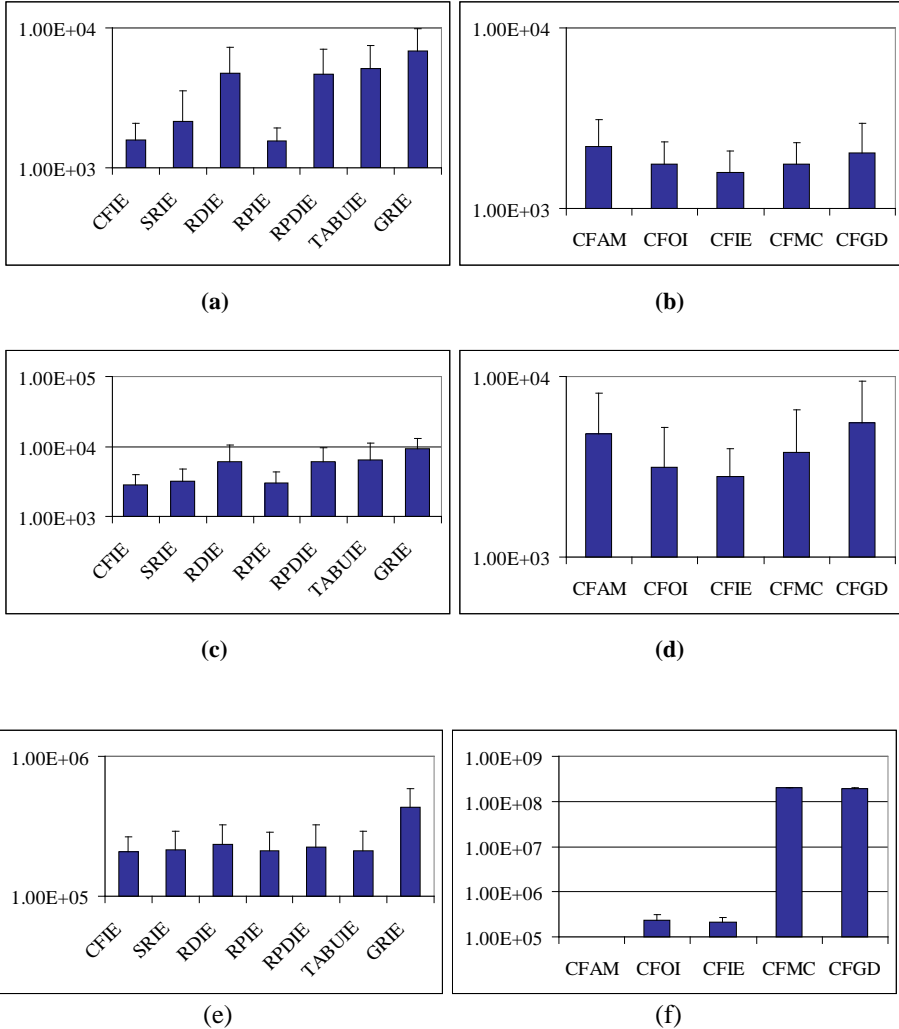 1.00E+04
1.00E+03
CFIE SRIE RDIE RPIE RPDIE TABUIE GRIE
(a)
1.00E+04
1.00E+03
CFAM CFOI CFIE CFMC CFGD
(b)
1.00E+05
1.00E+04
1.00E+03
CFIE SRIE RDIE RPIE RPDIE TABUIE GRIE
(c)
1.00E+04
1.00E+03
CFAM CFOI CFIE CFMC CFGD
(d)
1.00E+06
1.00E+05
CFIE SRIE RDIE RPIE RPDIE TABUIE GRIE
(e)
1.00E+09
1.00E+08
1.00E+07
1.00E+06
1.00E+05
CFAM CFOI CFIE CFMC CFGD
(f)